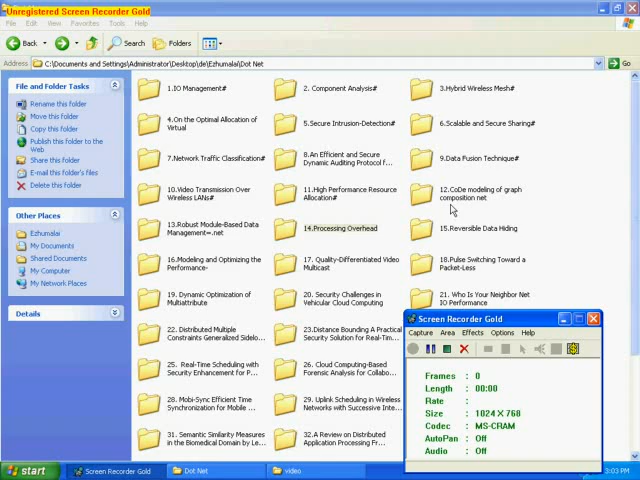 Unregistered Screen Recorder Gold
File Edit View Favorites Tools Help
Back Search Folders
Address C:\Documents and Settings\Administrator\Desktop\de\Ezhumalai\Dot Net Go
File and Folder Tasks
Rename this folder
Move this folder
Copy this folder
Publish this folder to the
Web
Share this folder
E-mail this folder's files
Delete this folder
Other Places
Ezhumalai
My Documents
Shared Documents
My Computer
My Network Places
Details
1.IO Management#
2. Component Analysis#
3.Hybrid Wireless Mesh#
4.On the Optimal Allocation of
Virtual
5.Secure Intrusion-Detection#
6.Scalable and Secure Sharing#
7.Network Traffic Classification#
8.An Efficient and Secure
Dynamic Auditing Protocol f...
9.Data Fusion Technique#
10.Video Transmission Over
Wireless LANs#
11.High Performance Resource
Allocation#
12.CoDe modeling of graph
composition net
13.Robust Module-Based Data
Management=.net
14.Processing Overhead
15.Reversible Data Hiding
16.Modeling and Optimizing the
Performance-
17. Quality-Differentiated Video
Multicast
18.Pulse Switching Toward a
Packet-Less
19. Dynamic Optimization of
Multiattribute
20. Security Challenges in
Vehicular Cloud Computing
21. Who Is Your Neighbor Net
IO Performance
22. Distributed Multiple
Constraints Generalized Sidelo...
23.Distance Bounding A Practical
Security Solution for Real-Tim...
25. Real-Time Scheduling with
Security Enhancement for P...
26. Cloud Computing-Based
Forensic Analysis for Collabo...
28. Mobi-Sync Efficient Time
Synchronization for Mobile ...
29. Uplink Scheduling in Wireless
Networks with Successive Inte...
31. Semantic Similarity Measures
in the Biomedical Domain by Le...
32.A Review on Distributed
Application Processing Fr...
Screen Recorder Gold
Capture Area Effects Options Help
Frames : 0
Length : 00:00
Rate :
Size : 1024 X 768
Codec : MS-CRAM
AutoPan : Off
Audio : Off
start Screen Recorder Gold Dot Net video 3:03 PM